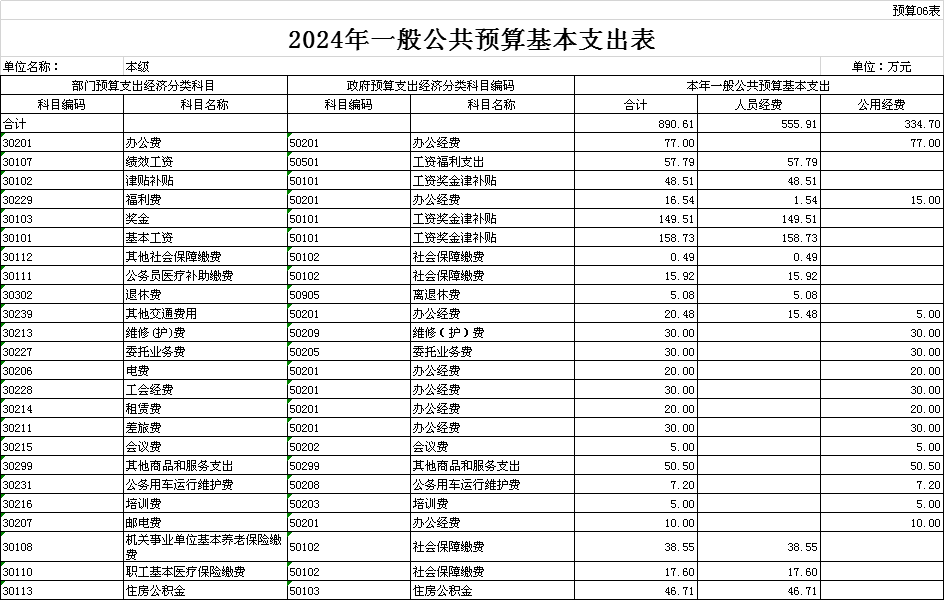 预算06表
2024年一般公共预算基本支出表
单位名称： 本级 单位：万元
部门预算支出经济分类科目 政府预算支出经济分类科目编码 本年一般公共预算基本支出
科目编码 科目名称 科目编码 科目名称 合计 人员经费 公用经费
合计 890.61 555.91 334.70
30201 办公费 50201 办公经费 77.00 77.00
30107 绩效工资 50501 工资福利支出 57.79 57.79
30102 津贴补贴 50101 工资奖金津补贴 48.51 48.51
30229 福利费 50201 办公经费 16.54 1.54 15.00
30103 奖金 50101 工资奖金津补贴 149.51 149.51
30101 基本工资 50101 工资奖金津补贴 158.73 158.73
30112 其他社会保障缴费 50102 社会保障缴费 0.49 0.49
30111 公务员医疗补助缴费 50102 社会保障缴费 15.92 15.92
30302 退休费 50905 离退休费 5.08 5.08
30239 其他交通费用 50201 办公经费 20.48 15.48 5.00
30213 维修(护)费 50209 维修（护）费 30.00 30.00
30227 委托业务费 50205 委托业务费 30.00 30.00
30206 电费 50201 办公经费 20.00 20.00
30228 工会经费 50201 办公经费 30.00 30.00
30214 租赁费 50201 办公经费 20.00 20.00
30211 差旅费 50201 办公经费 30.00 30.00
30215 会议费 50202 会议费 5.00 5.00
30299 其他商品和服务支出 50299 其他商品和服务支出 50.50 50.50
30231 公务用车运行维护费 50208 公务用车运行维护费 7.20 7.20
30216 培训费 50203 培训费 5.00 5.00
30207 邮电费 50201 办公经费 10.00 10.00
30108 机关事业单位基本养老保险缴
费 50102 社会保障缴费 38.55 38.55
30110 职工基本医疗保险缴费 50102 社会保障缴费 17.60 17.60
30113 住房公积金 50103 住房公积金 46.71 46.71